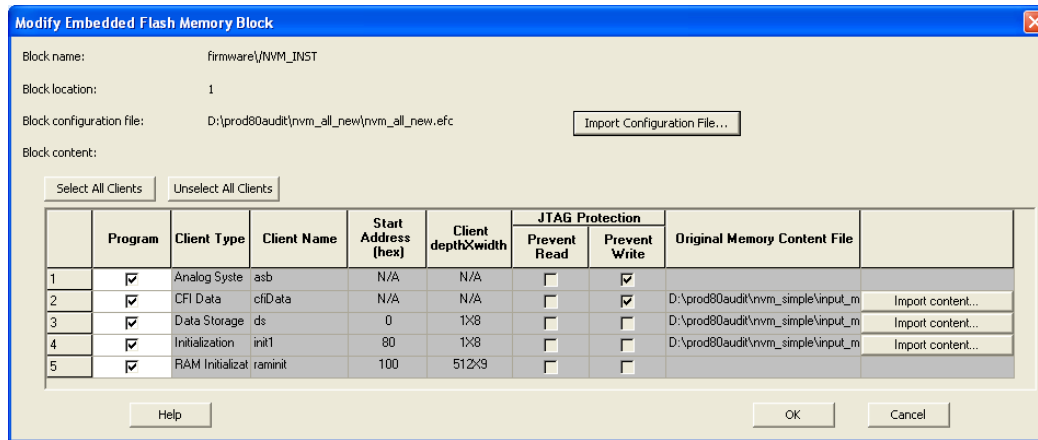 Modify Embedded Flash Memory Block
Block name: firmware\/NVM_INST
Block location: 1
Block configuration file: D:\prod80audit\nvm_all_new\nvm_all_new.efc Import Configuration File...
Block content:
Select All Clients Unselect All Clients
Program Client Type Client Name Start Address (hex) Client depthXwidth JTAG Protection Prevent Read Prevent Write Original Memory Content File
1 Analog Syste asb N/A N/A
2 CFI Data cfiData N/A N/A D:\prod80audit\nvm_simple\input_m Import content...
3 Data Storage ds 0 1X8 D:\prod80audit\nvm_simple\input_m Import content...
4 Initialization init1 80 1X8 D:\prod80audit\nvm_simple\input_m Import content...
5 RAM Initializat raminit 100 512X9
Help OK Cancel